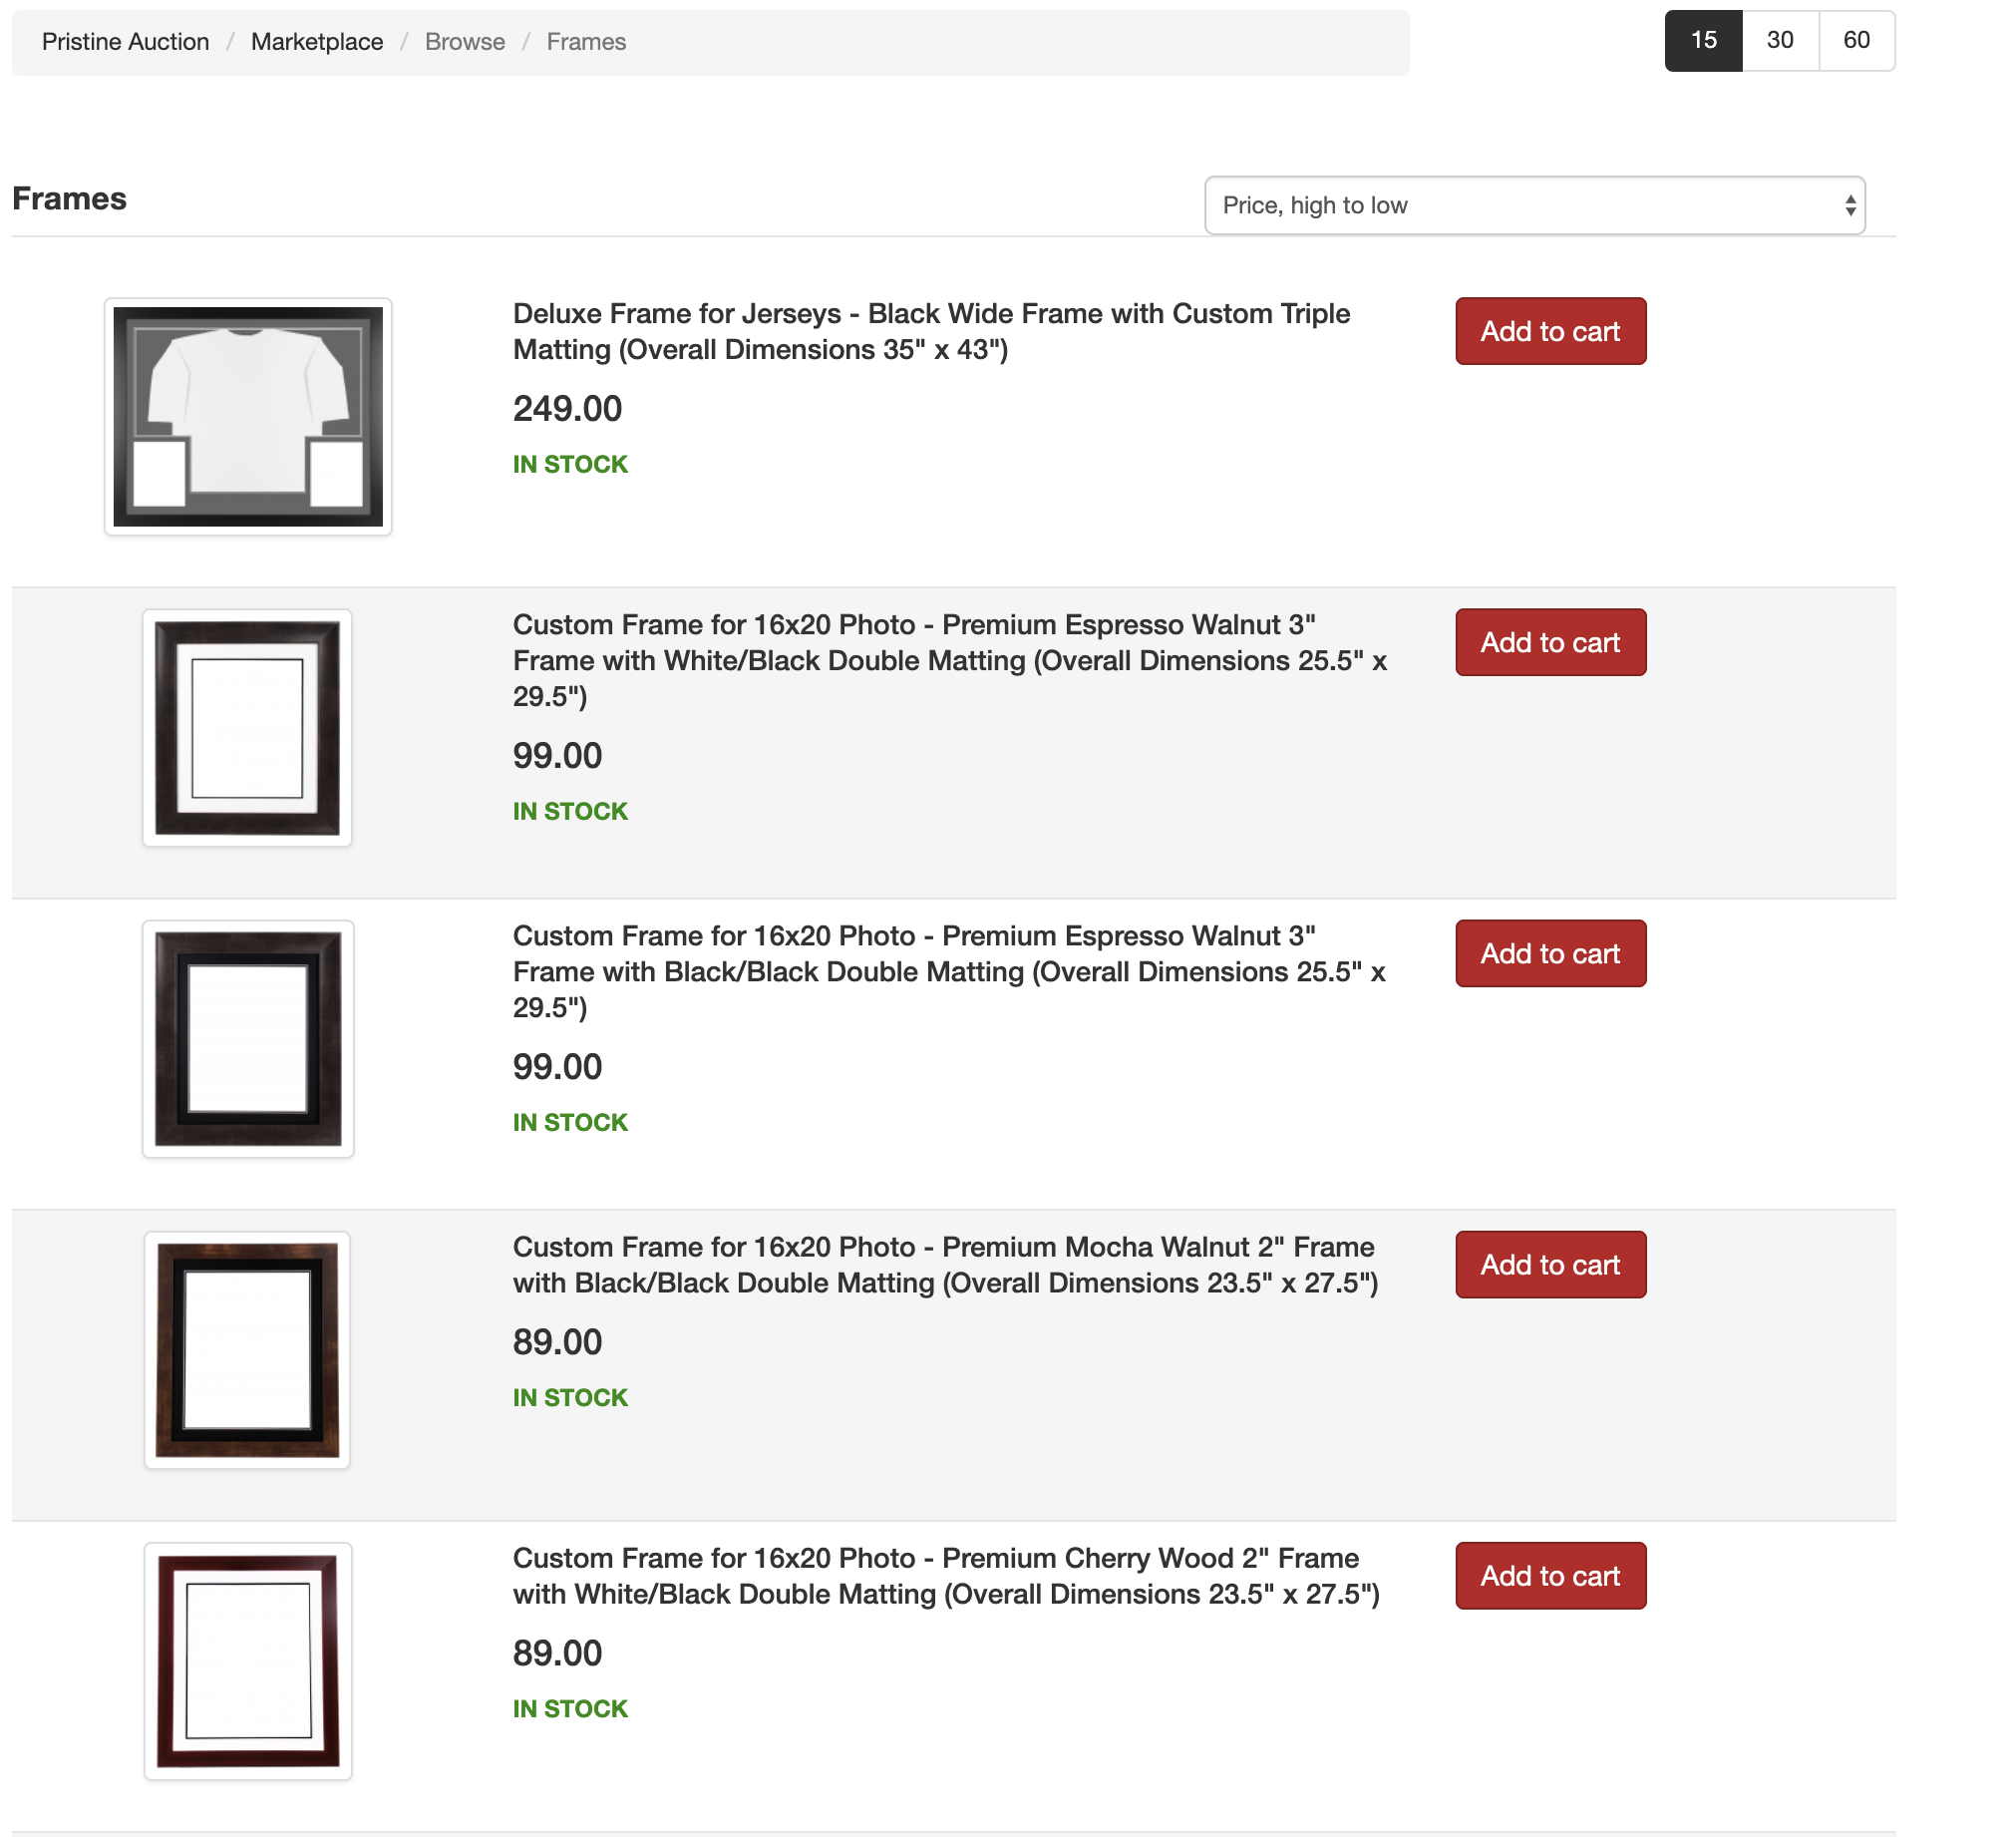 Pristine Auction / Marketplace / Browse / Frames
15 30 60
Frames
Price, high to low
Deluxe Frame for Jerseys - Black Wide Frame with Custom Triple
Matting (Overall Dimensions 35" x 43")
Add to cart
249.00
IN STOCK
Custom Frame for 16x20 Photo - Premium Espresso Walnut 3"
Frame with White/Black Double Matting (Overall Dimensions 25.5" x
29.5")
Add to cart
99.00
IN STOCK
Custom Frame for 16x20 Photo - Premium Espresso Walnut 3"
Frame with Black/Black Double Matting (Overall Dimensions 25.5" x
29.5")
Add to cart
99.00
IN STOCK
Custom Frame for 16x20 Photo - Premium Mocha Walnut 2" Frame
with Black/Black Double Matting (Overall Dimensions 23.5" x 27.5")
Add to cart
89.00
IN STOCK
Custom Frame for 16x20 Photo - Premium Cherry Wood 2" Frame
with White/Black Double Matting (Overall Dimensions 23.5" x 27.5")
Add to cart
89.00
IN STOCK